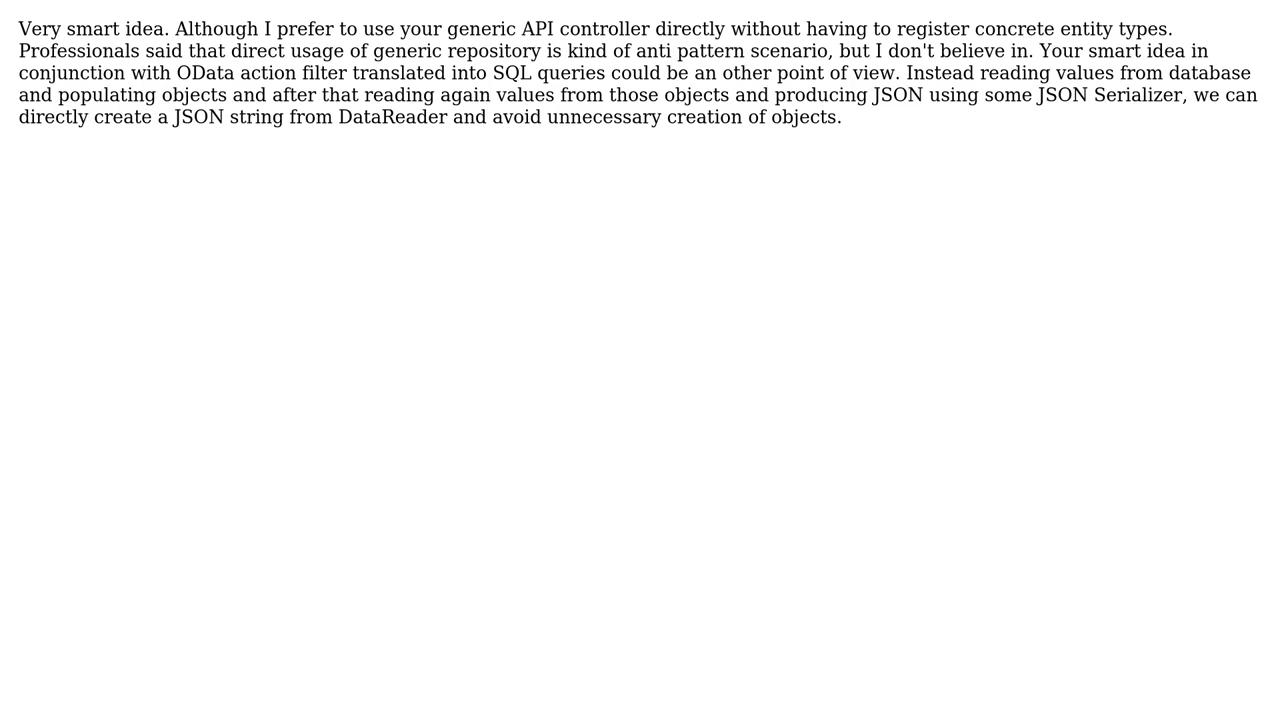 Very smart idea. Although I prefer to use your generic API controller directly without having to register concrete entity types.
Professionals said that direct usage of generic repository is kind of anti pattern scenario, but I don't believe in. Your smart idea in
conjunction with OData action filter translated into SQL queries could be an other point of view. Instead reading values from database
and populating objects and after that reading again values from those objects and producing JSON using some JSON Serializer, we can
directly create a JSON string from DataReader and avoid unnecessary creation of objects.